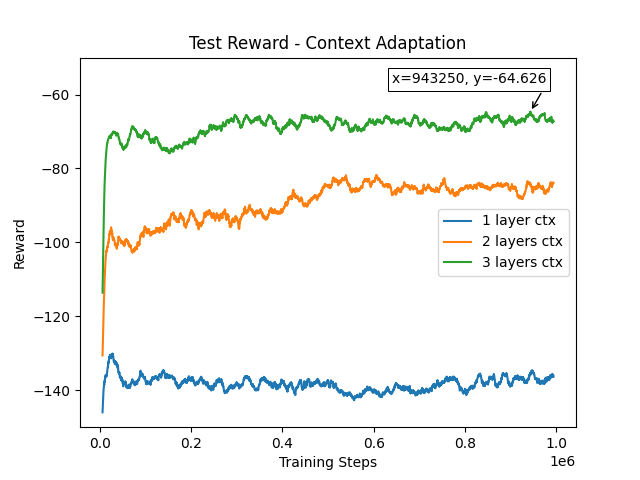 Test Reward - Context Adaptation
x=943250, y=-64.626
−60
−80
−100
−120
−140
Reward
1 layer ctx
2 layers ctx
3 layers ctx
0.0 0.2 0.4 0.6 0.8 1.0
1e6
Training Steps